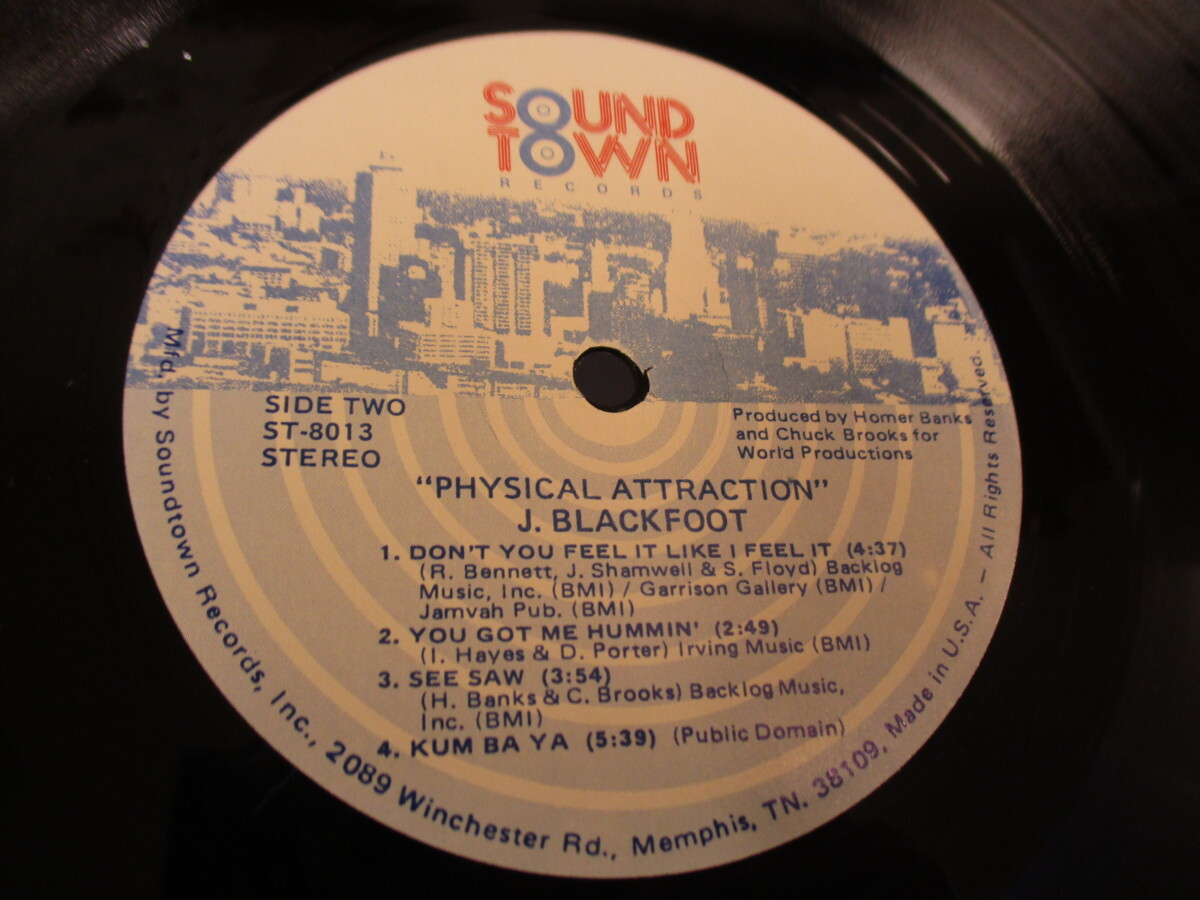 SOUND
TOWN
RECORDS
SIDE TWO
ST-8013
STEREO
Produced by Homer Banks
and Chuck Brooks for
World Productions
"PHYSICAL ATTRACTION"
J. BLACKFOOT
1. DON'T YOU FEEL IT LIKE I FEEL IT (4:37)
(R. Bennett, J. Shamwell & S. Floyd) Backlog
Music, Inc. (BMI) / Garrison Gallery (BMI) /
Jamvah Pub. (BMI)
2. YOU GOT ME HUMMIN' (2:49)
(I. Hayes & D. Porter) Irving Music (BMI)
3. SEE SAW (3:54)
(H. Banks & C. Brooks) Backlog Music,
Inc. (BMI)
4. KUM BA YA (5:39) (Public Domain)
Mfd. by Soundtown Records, Inc., 2089 Winchester Rd., Memphis, TN. 38109, Made in U.S.A. — All Rights Reserved.